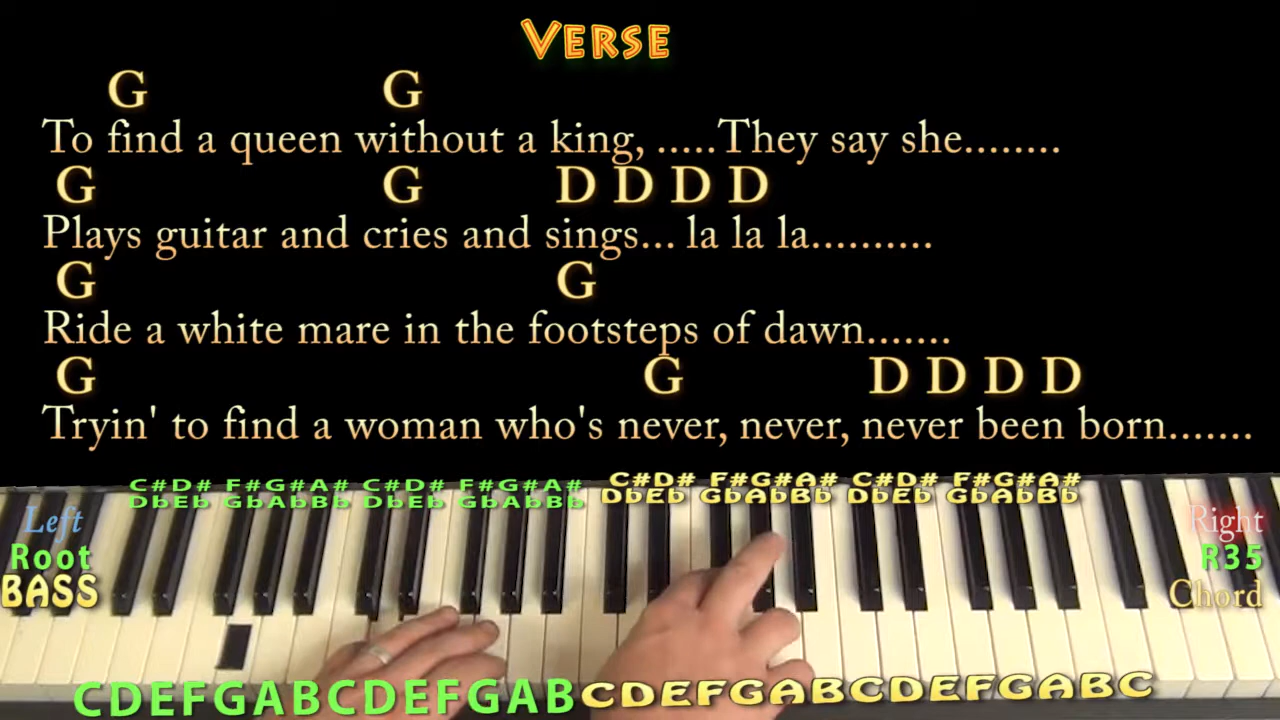 VERSE
G G
To find a queen without a king, .....They say she........
G G D D D D
Plays guitar and cries and sings... la la la..........
G G
Ride a white mare in the footsteps of dawn.......
G G D D D D
Tryin' to find a woman who's never, never, never been born.......
C#D# F#G#A# C#D# F#G#A# C#D# F#G#A# C#D# F#G#A#
DbEb GbAbBb DbEb GbAbBb DbEb GbAbBb DbEb GbAbBb
Left Right
Root R35
BASS Chord
CDEFGABCDEFGABCDEFGABCDEFGABC